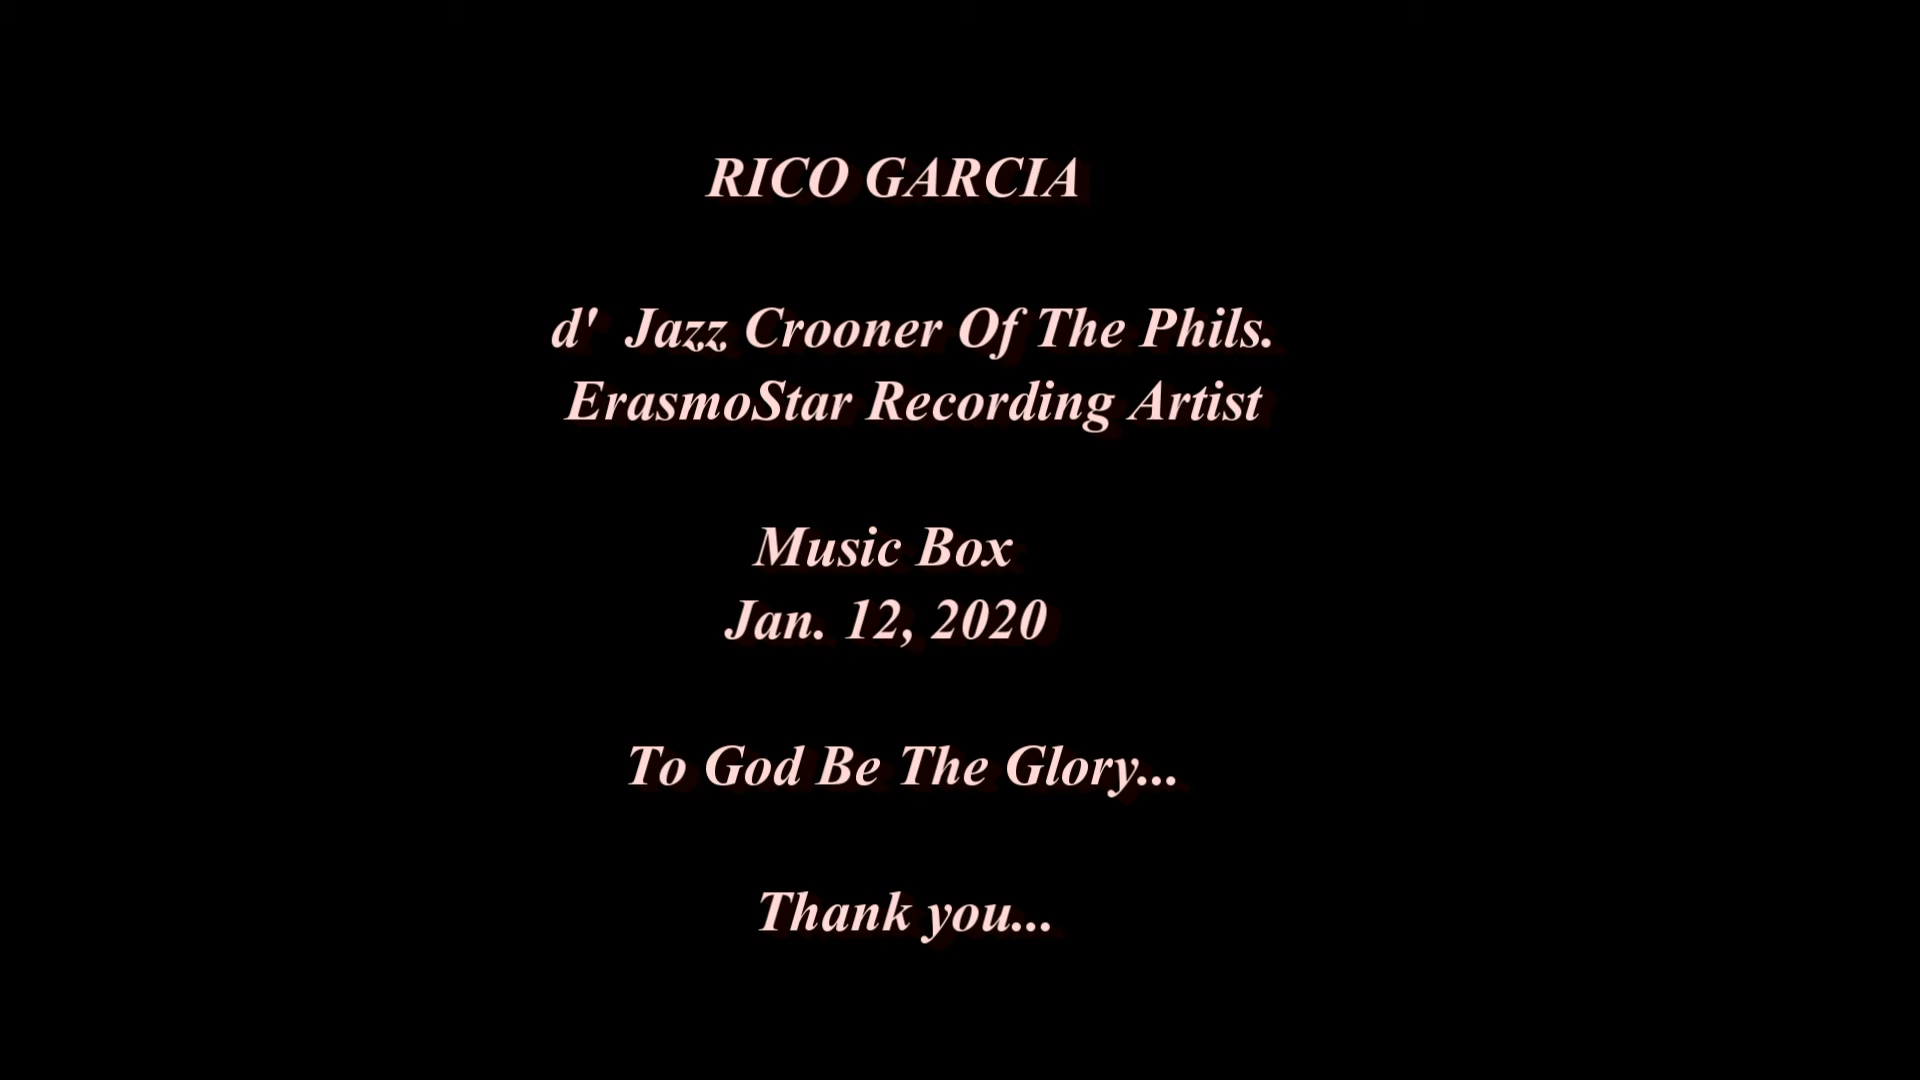 RICO GARCIA
d' Jazz Crooner Of The Phils.
ErasmoStar Recording Artist
Music Box
Jan. 12, 2020
To God Be The Glory...
Thank you...